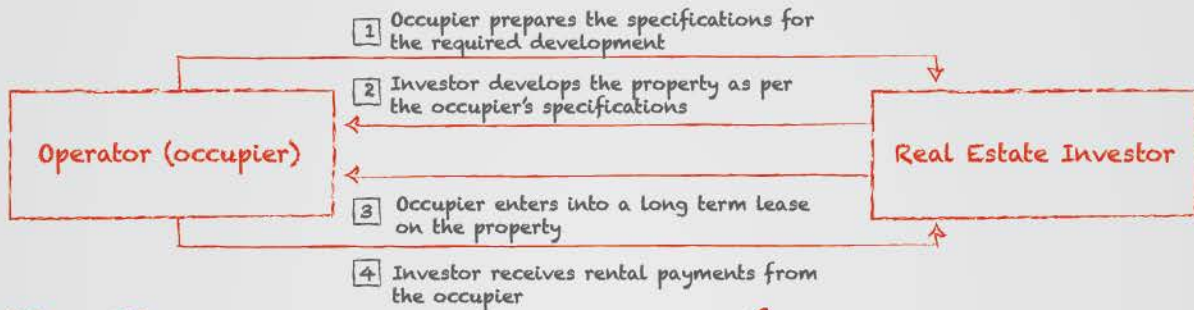 1 Occupier prepares the specifications for
the required development
2 Investor develops the property as per
the occupier's specifications
Operator (occupier)
Real Estate Investor
3 Occupier enters into a long term lease
on the property
4 Investor receives rental payments from
the occupier